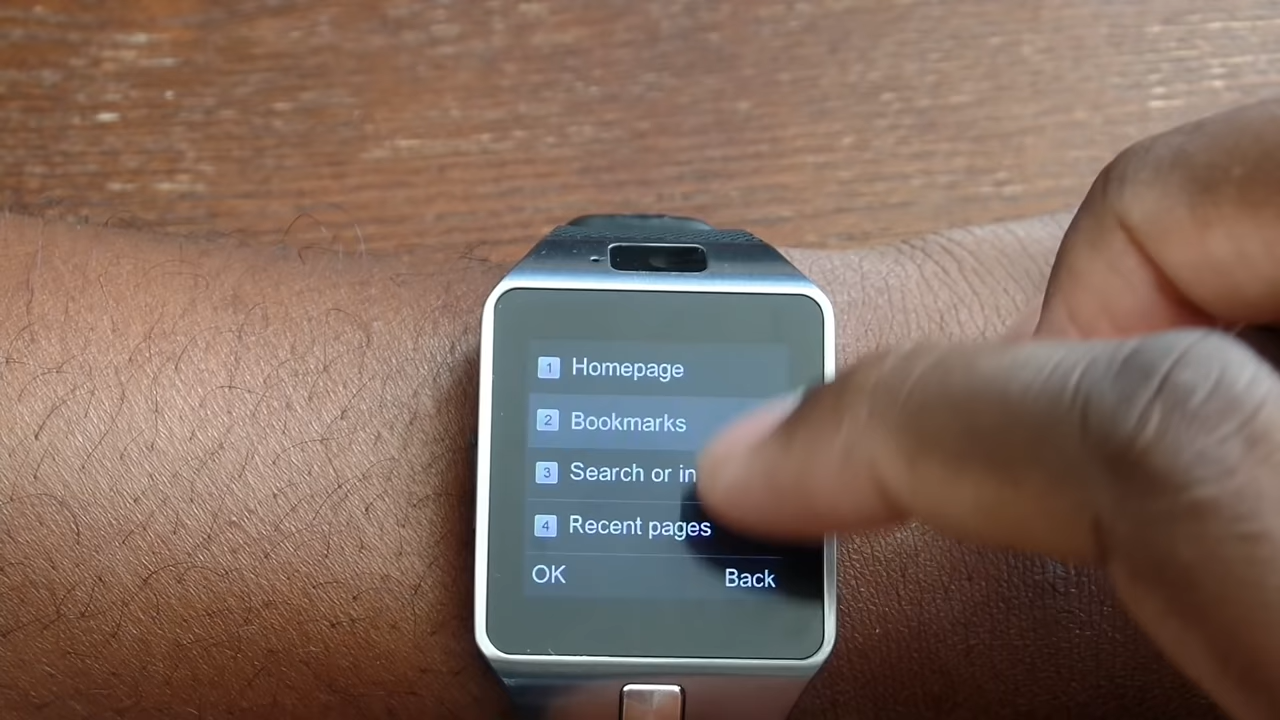 1 Homepage
2 Bookmarks
3 Search or in
4 Recent pages
OK Back